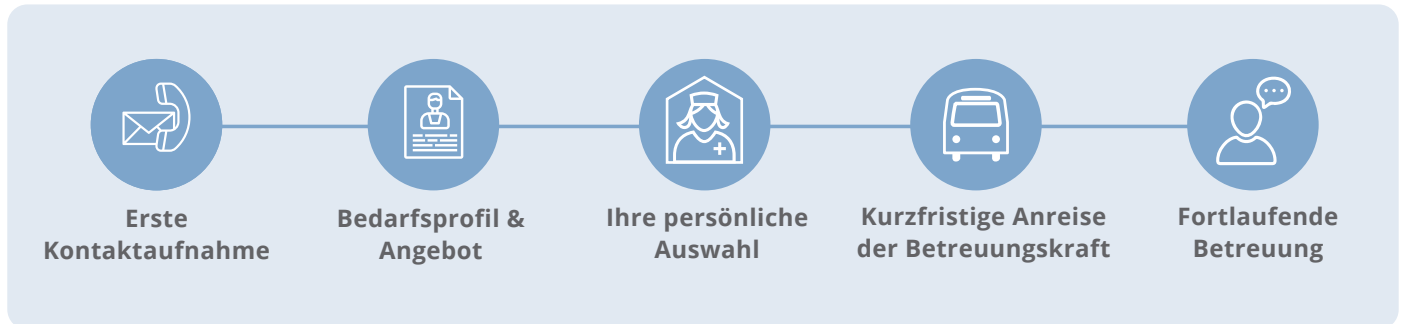 Erste
Kontaktaufnahme
Bedarfsprofil &
Angebot
Ihre persönliche
Auswahl
Kurzfristige Anreise
der Betreuungskraft
Fortlaufende
Betreuung